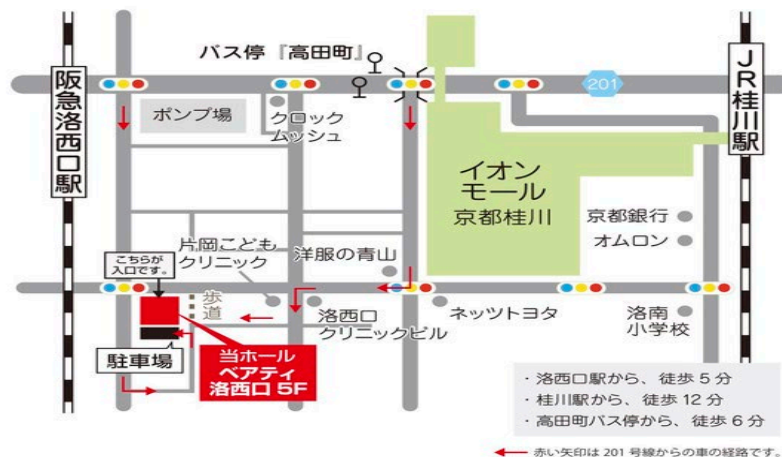 バス停『高田町』
阪急洛西口駅
JR桂川駅
201
ポンプ場
クロック
ムッシュ
イオン
モール
京都桂川
京都銀行
オムロン
片岡こども
クリニック
洋服の青山
こちらが
入口です。
歩道
洛西口
クリニックビル
ネッツトヨタ
洛南
小学校
駐車場
当ホール
ベアティ
洛西口 5F
・洛西口駅から、徒歩 5 分
・桂川駅から、徒歩 12 分
・高田町バス停から、徒歩 6 分
赤い矢印は 201 号線からの車の経路です。